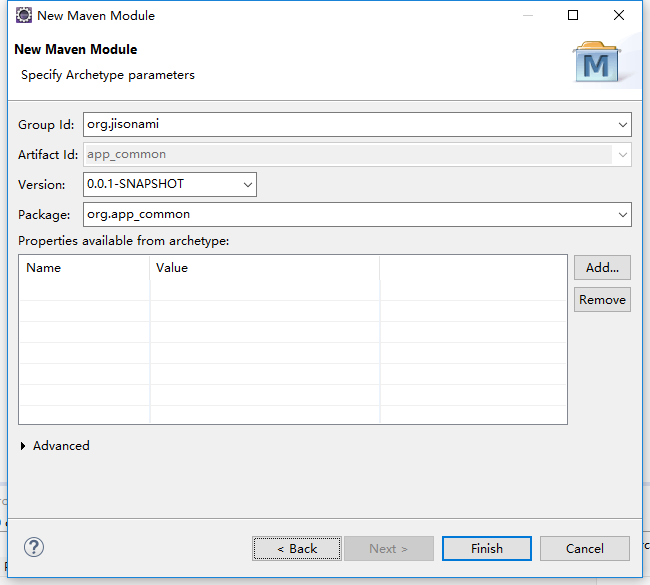 New Maven Module
New Maven Module
Specify Archetype parameters
M
Group Id: org.jisonami
Artifact Id: app_common
Version: 0.0.1-SNAPSHOT
Package: org.app_common
Properties available from archetype:
Name Value
Add...
Remove
Advanced
? < Back Next > Finish Cancel